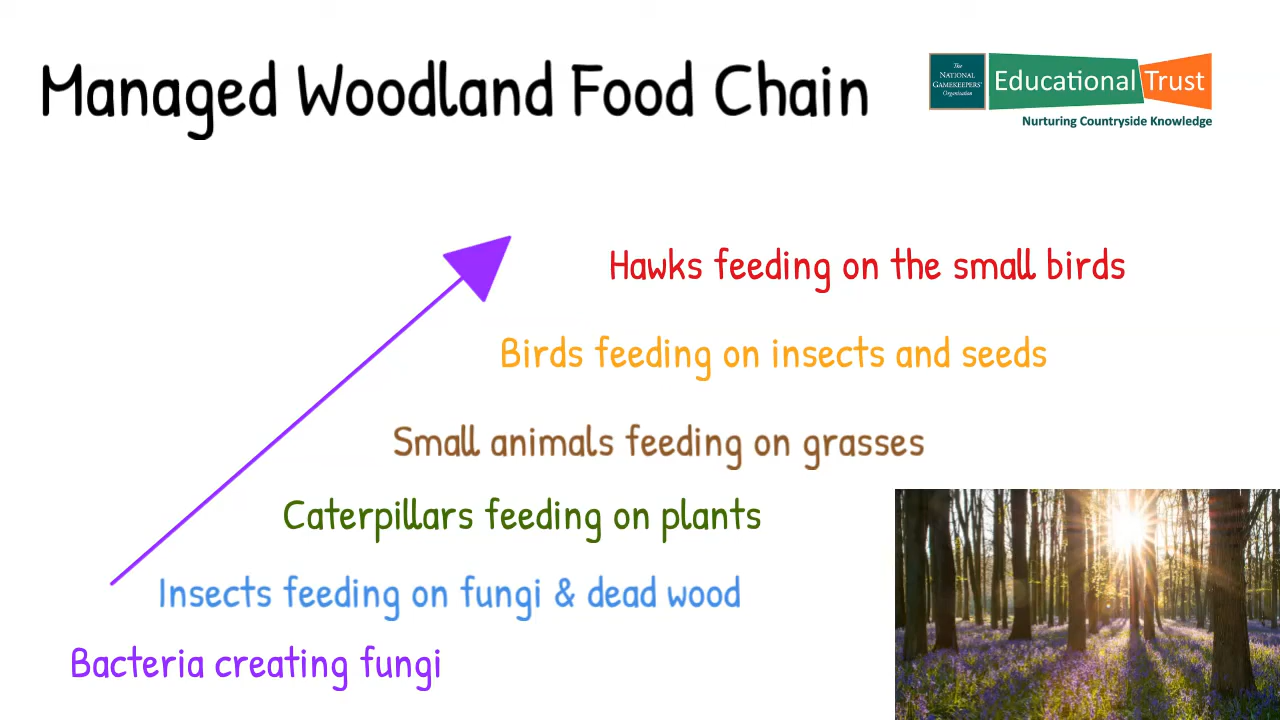 Managed Woodland Food Chain
The
NATIONAL
GAMEKEEPERS'
Organisation
Educational Trust
Nurturing Countryside Knowledge
Hawks feeding on the small birds
Birds feeding on insects and seeds
Small animals feeding on grasses
Caterpillars feeding on plants
Insects feeding on fungi & dead wood
Bacteria creating fungi